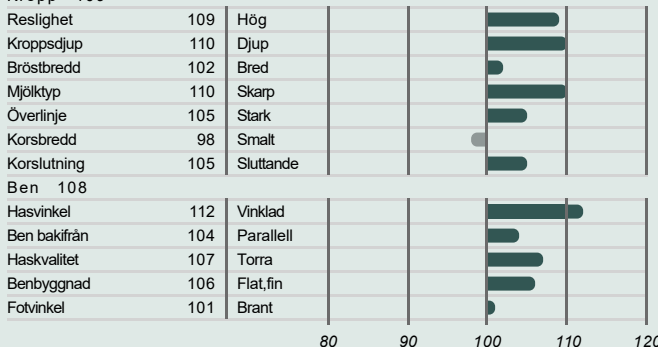 Reslighet 109 Hög
Kroppsdjup 110 Djup
Bröstbredd 102 Bred
Mjölktyp 110 Skarp
Överlinje 105 Stark
Korsbredd 98 Smalt
Korslutning 105 Sluttande
Ben 108
Hasvinkel 112 Vinklad
Ben bakifrån 104 Parallell
Haskvalitet 107 Torra
Benbyggnad 106 Flat,fin
Fotvinkel 101 Brant
80 90 100 110 120